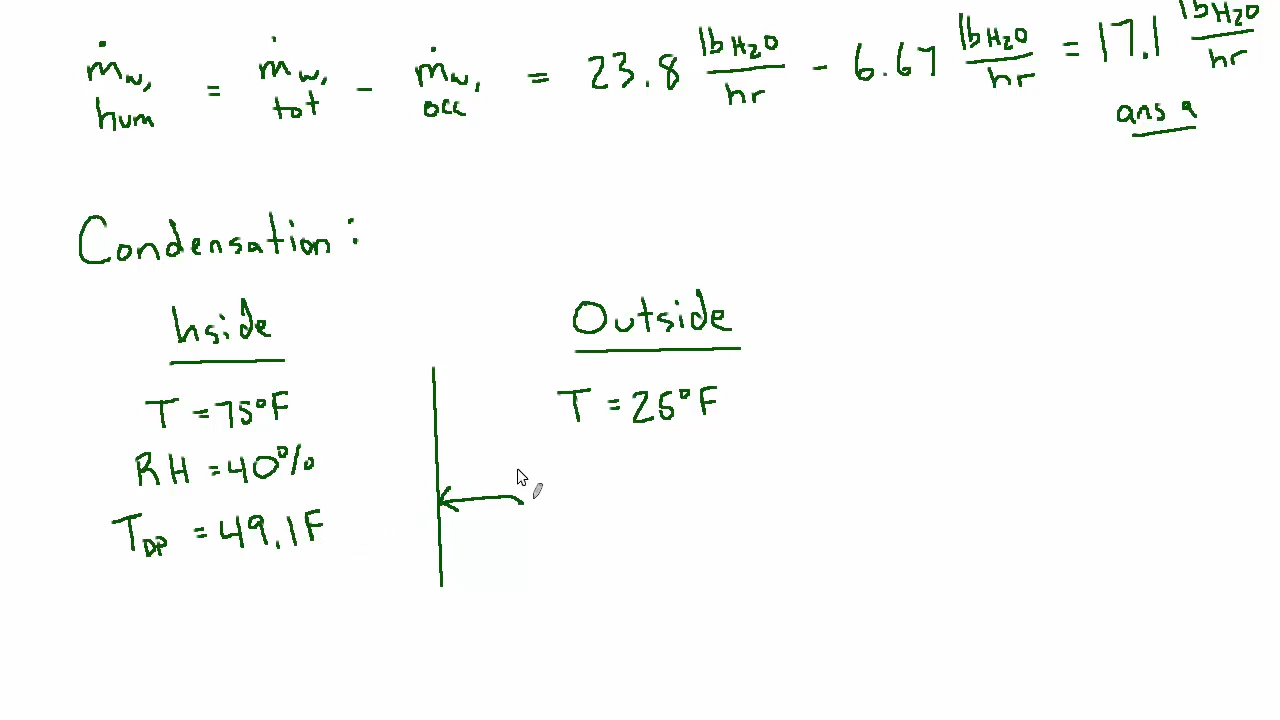 ṁw,hum = ṁw,tot - ṁw,occ = 23.8 lbH₂O/hr - 6.67 lbH₂O/hr = 17.1 lbH₂O/hr
ans a
Condensation:
Inside
Outside
T = 75°F
T = 25°F
RH = 40%
T_DP = 49.1F